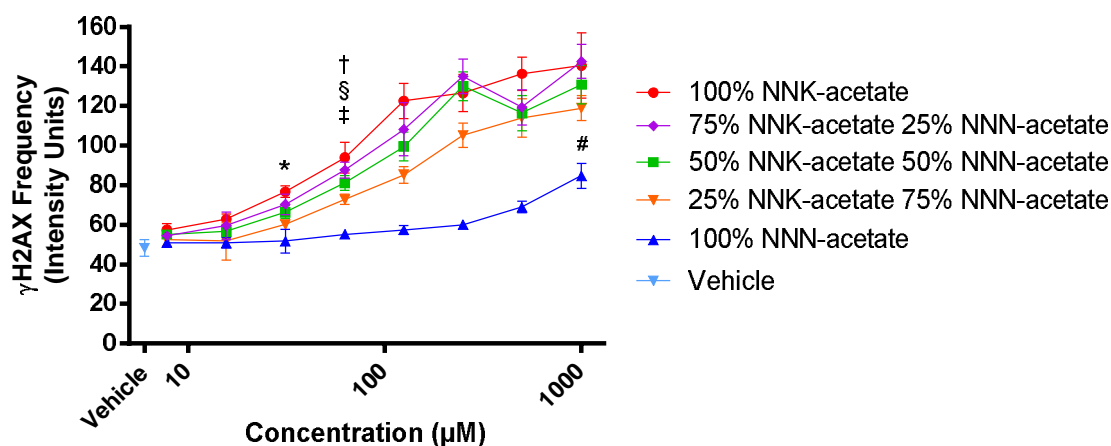 γH2AX Frequency
(Intensity Units)
160
140
120
100
80
60
40
20
0
†
§
‡
*
#
Vehicle
10
100
1000
Concentration (µM)
100% NNK-acetate
75% NNK-acetate 25% NNN-acetate
50% NNK-acetate 50% NNN-acetate
25% NNK-acetate 75% NNN-acetate
100% NNN-acetate
Vehicle